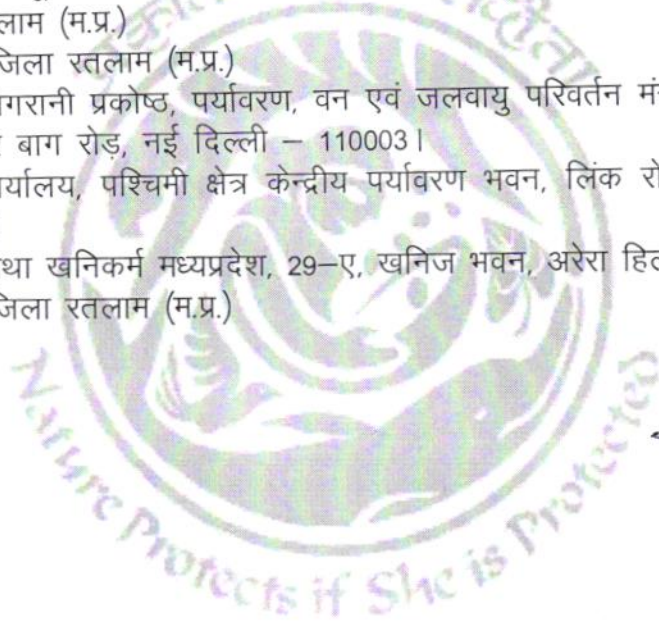 लाम (म.प्र.)
जिला रतलाम (म.प्र.)
गरानी प्रकोष्ठ, पर्यावरण, वन एवं जलवायु परिवर्तन मं
बाग रोड़, नई दिल्ली – 110003।
र्यालय, पश्चिमी क्षेत्र केन्द्रीय पर्यावरण भवन, लिंक रो
था खनिकर्म मध्यप्रदेश, 29–ए, खनिज भवन, अरेरा हिल
जिला रतलाम (म.प्र.)
Nature Protects if She is Protected